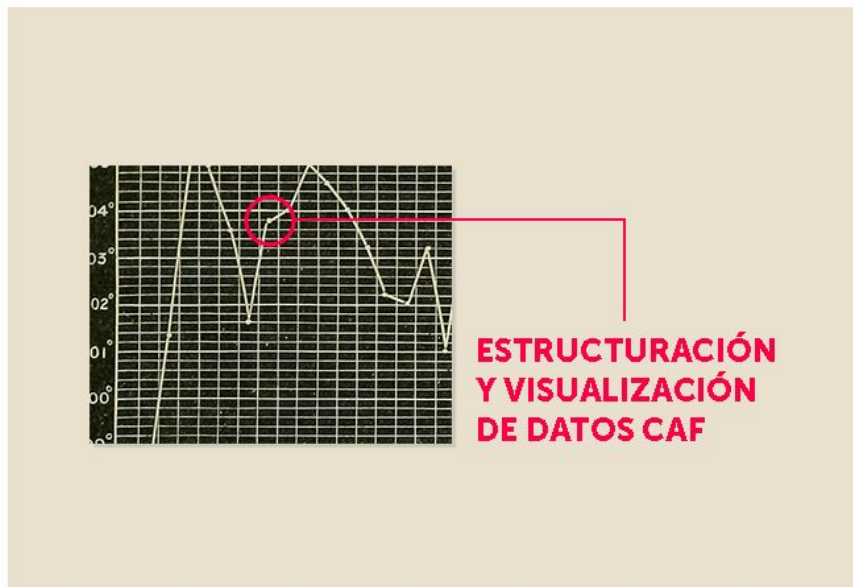 04°
03°
02°
01°
00°
ESTRUCTURACIÓN
Y VISUALIZACIÓN
DE DATOS CAF